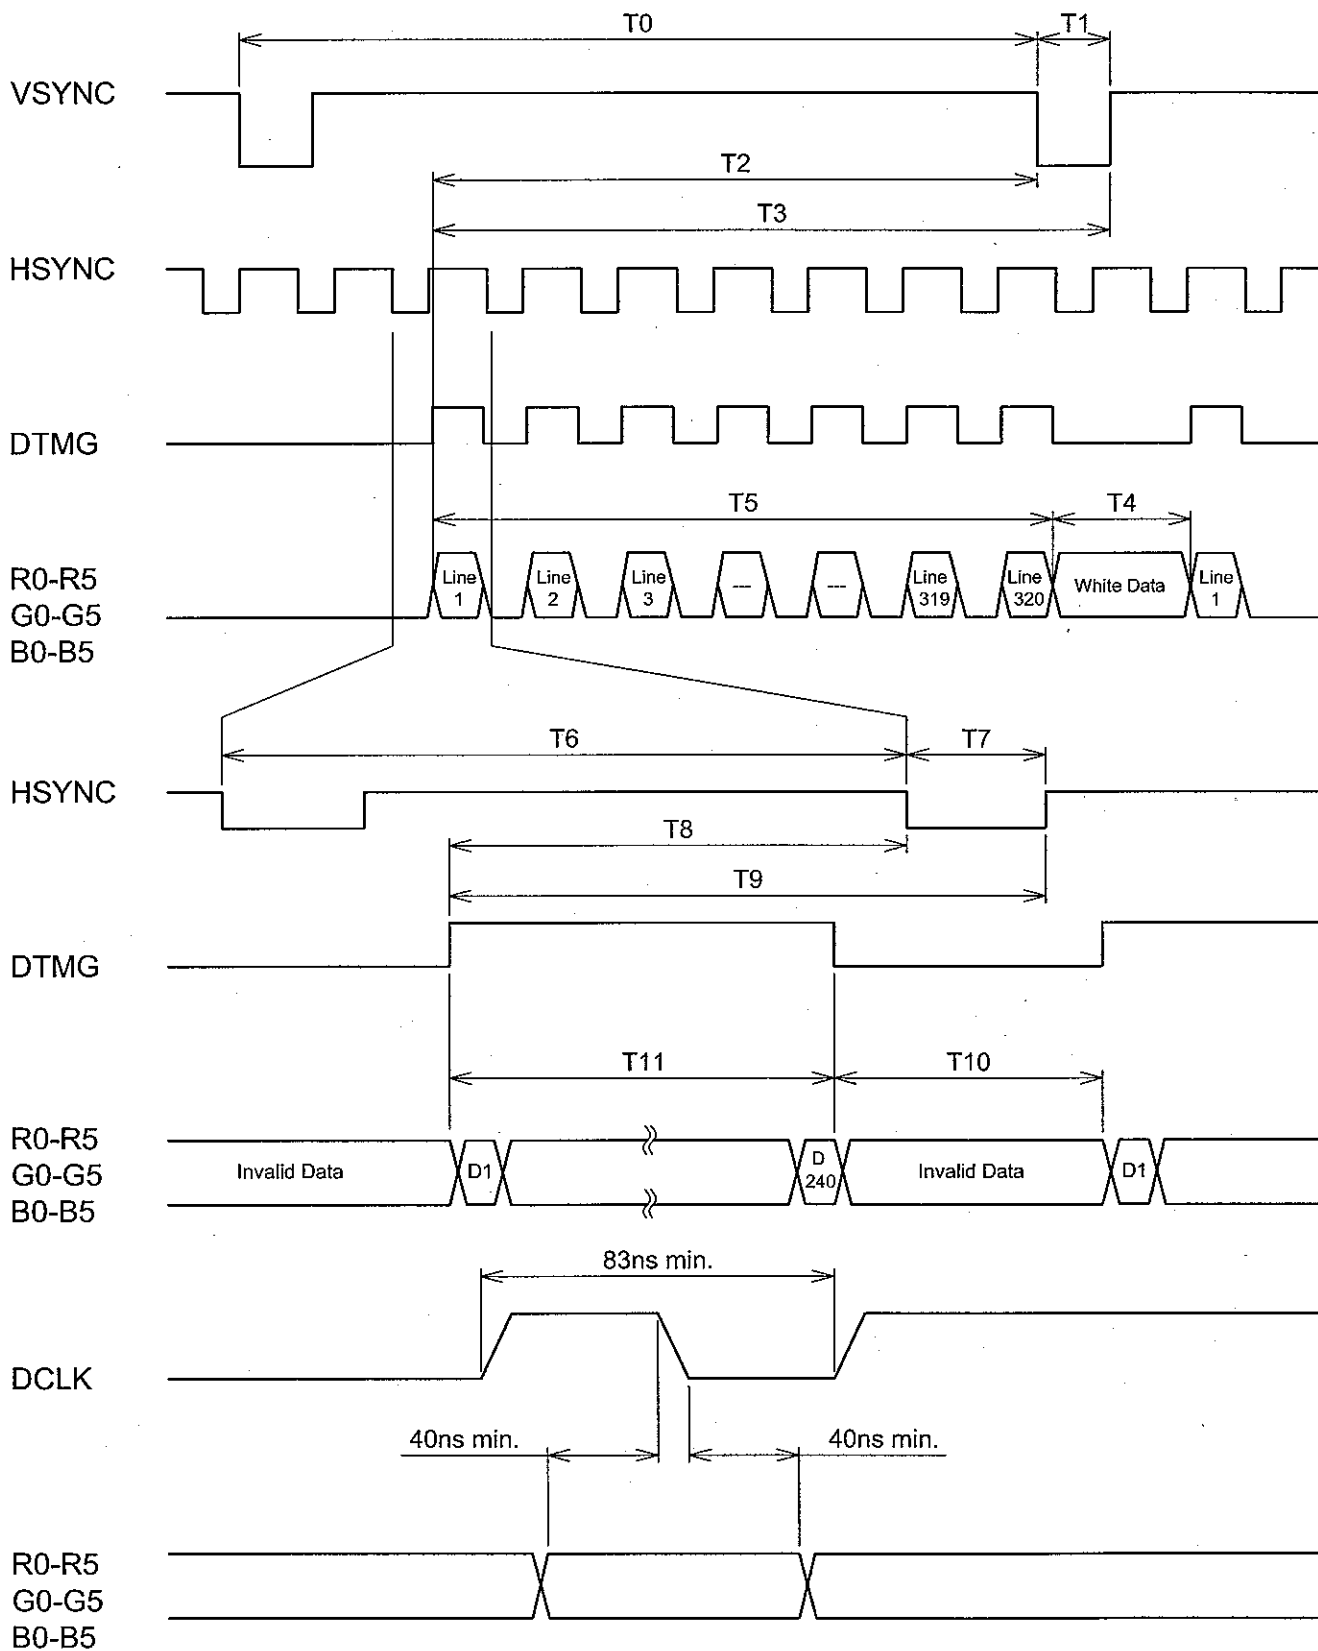 T0 T1
VSYNC
T2
T3
HSYNC
DTMG
T5 T4
R0-R5
G0-G5
B0-B5
Line 1
Line 2
Line 3
---
---
Line 319
Line 320
White Data
Line 1
T6 T7
HSYNC
T8
T9
DTMG
T11 T10
R0-R5
G0-G5
B0-B5
Invalid Data D1 D 240 Invalid Data D1
83ns min.
DCLK
40ns min. 40ns min.
R0-R5
G0-G5
B0-B5